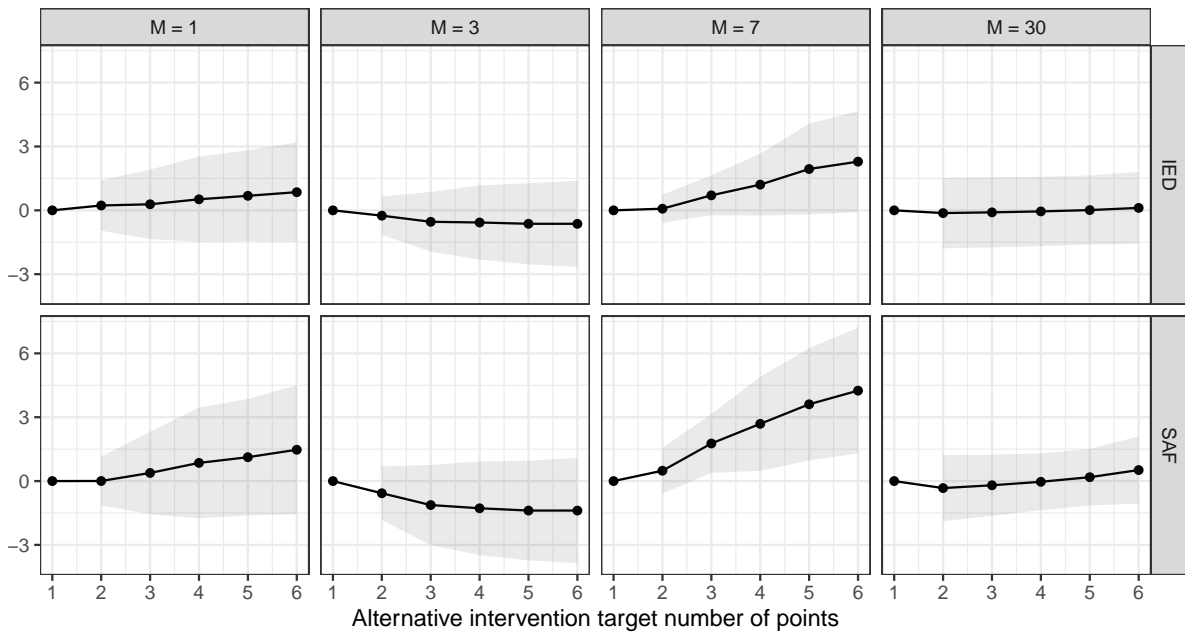 M = 1
M = 3
M = 7
M = 30
6
3
0
−3
IED
6
3
0
−3
SAF
1 2 3 4 5 6
1 2 3 4 5 6
1 2 3 4 5 6
1 2 3 4 5 6
Alternative intervention target number of points